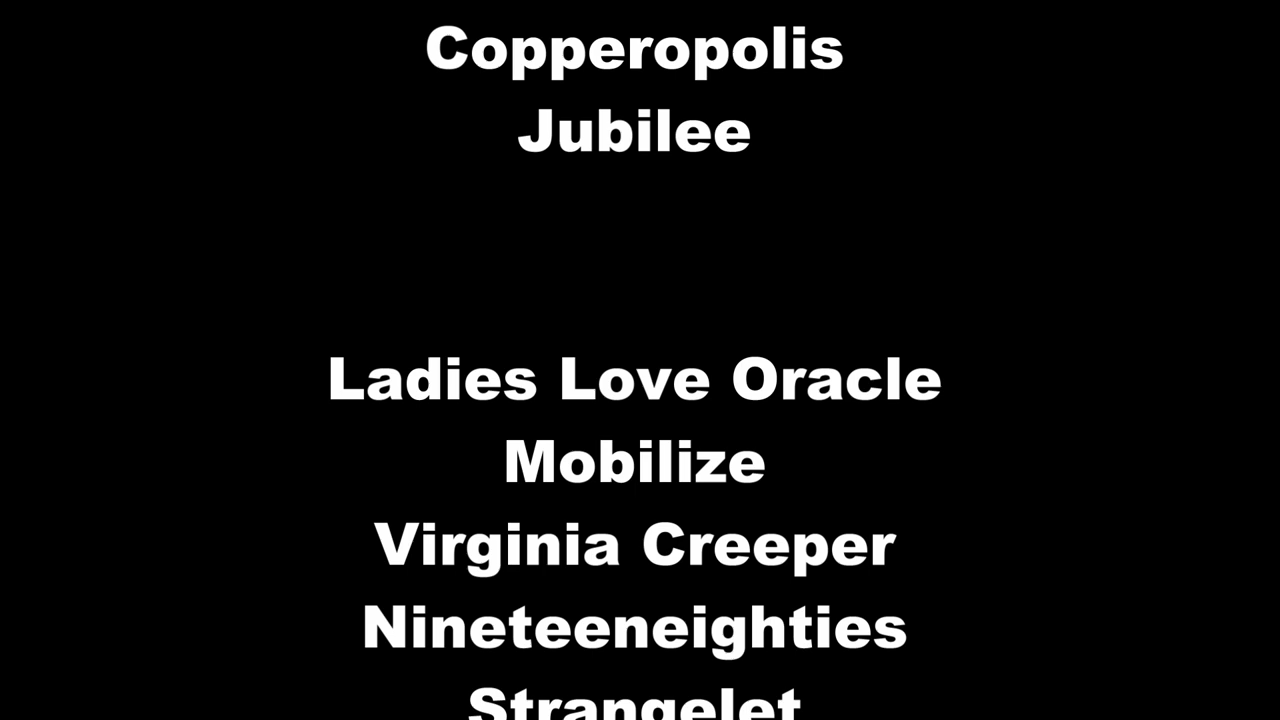 Copperopolis
Jubilee
Ladies Love Oracle
Mobilize
Virginia Creeper
Nineteeneighties
Strangelet